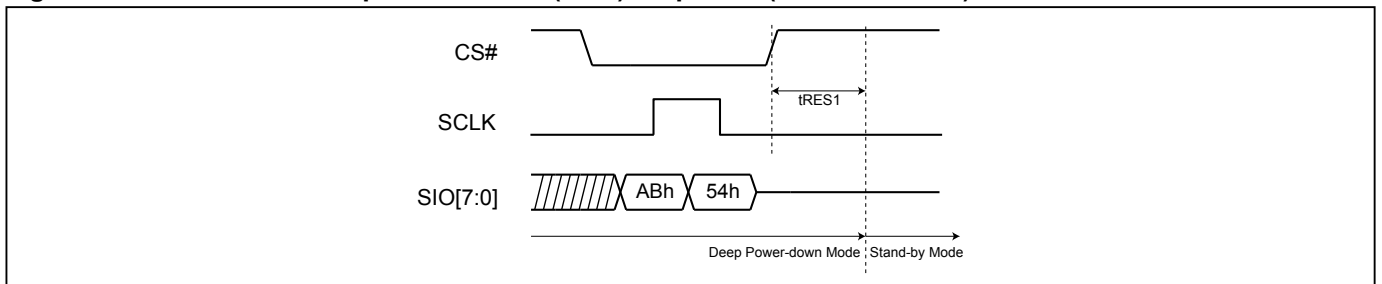 CS#
tRES1
SCLK
SIO[7:0]
ABh
54h
Deep Power-down Mode
Stand-by Mode